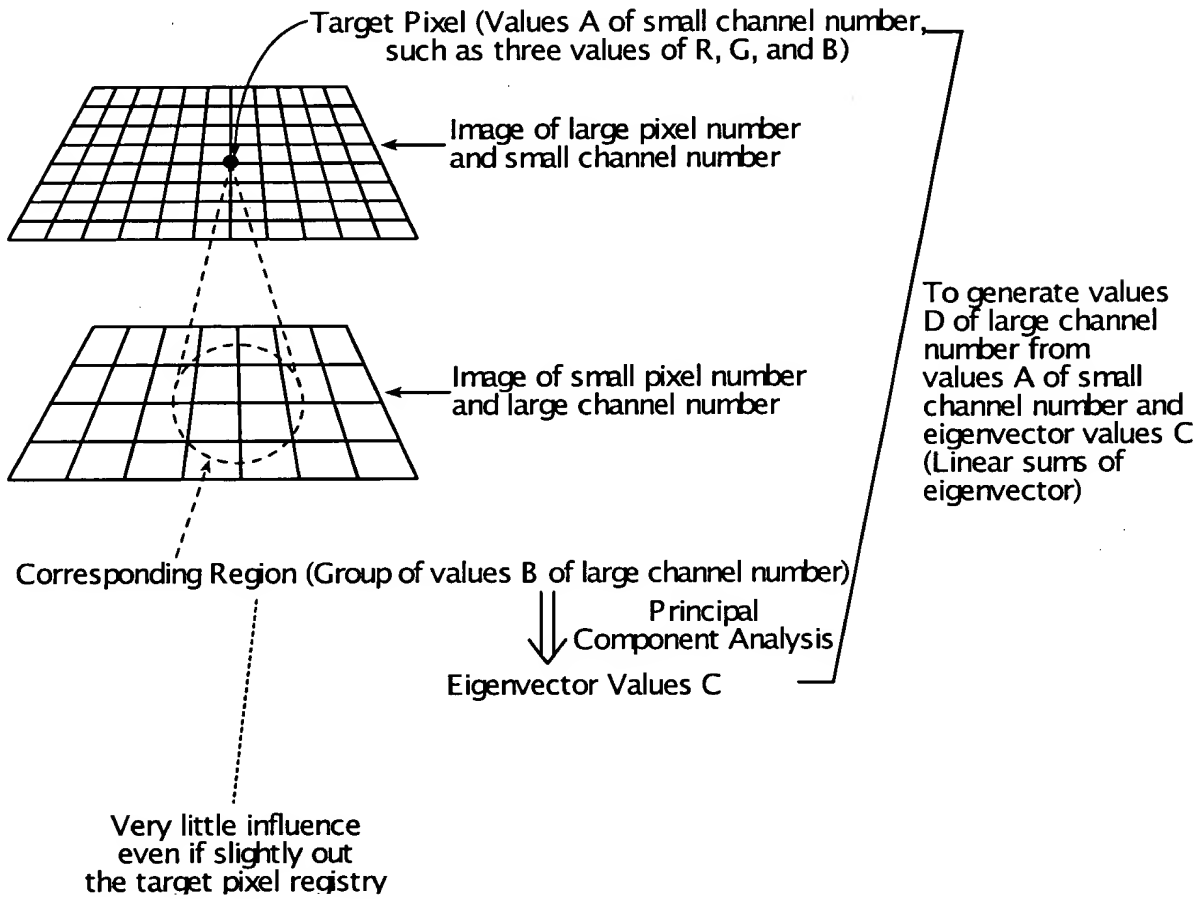 Target Pixel (Values A of small channel number,
such as three values of R, G, and B)
Image of large pixel number
and small channel number
Image of small pixel number
and large channel number
To generate values
D of large channel
number from
values A of small
channel number and
eigenvector values C
(Linear sums of
eigenvector)
Corresponding Region (Group of values B of large channel number)
Principal
Component Analysis
Eigenvector Values C
Very little influence
even if slightly out
the target pixel registry